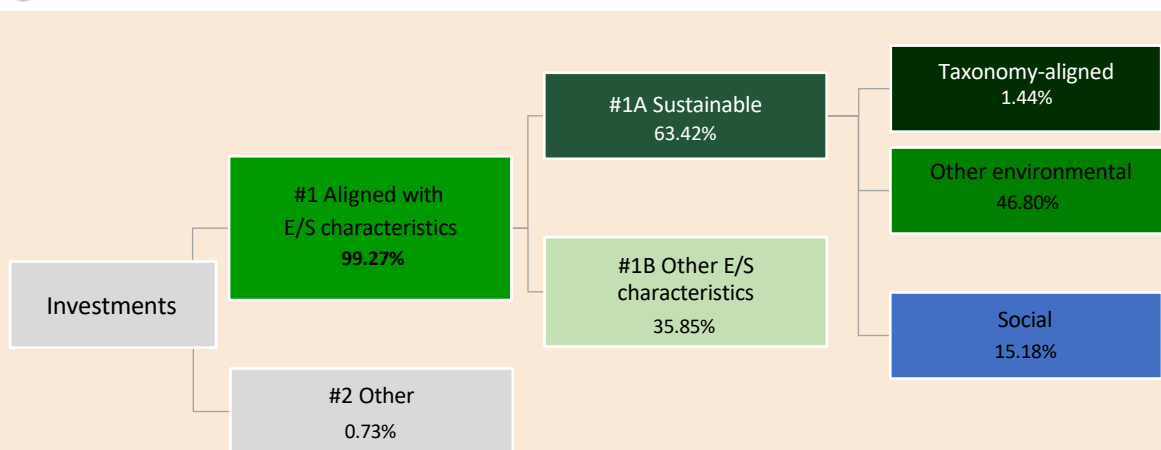 Investments
#1 Aligned with
E/S characteristics
99.27%
#2 Other
0.73%
#1A Sustainable
63.42%
#1B Other E/S
characteristics
35.85%
Taxonomy-aligned
1.44%
Other environmental
46.80%
Social
15.18%